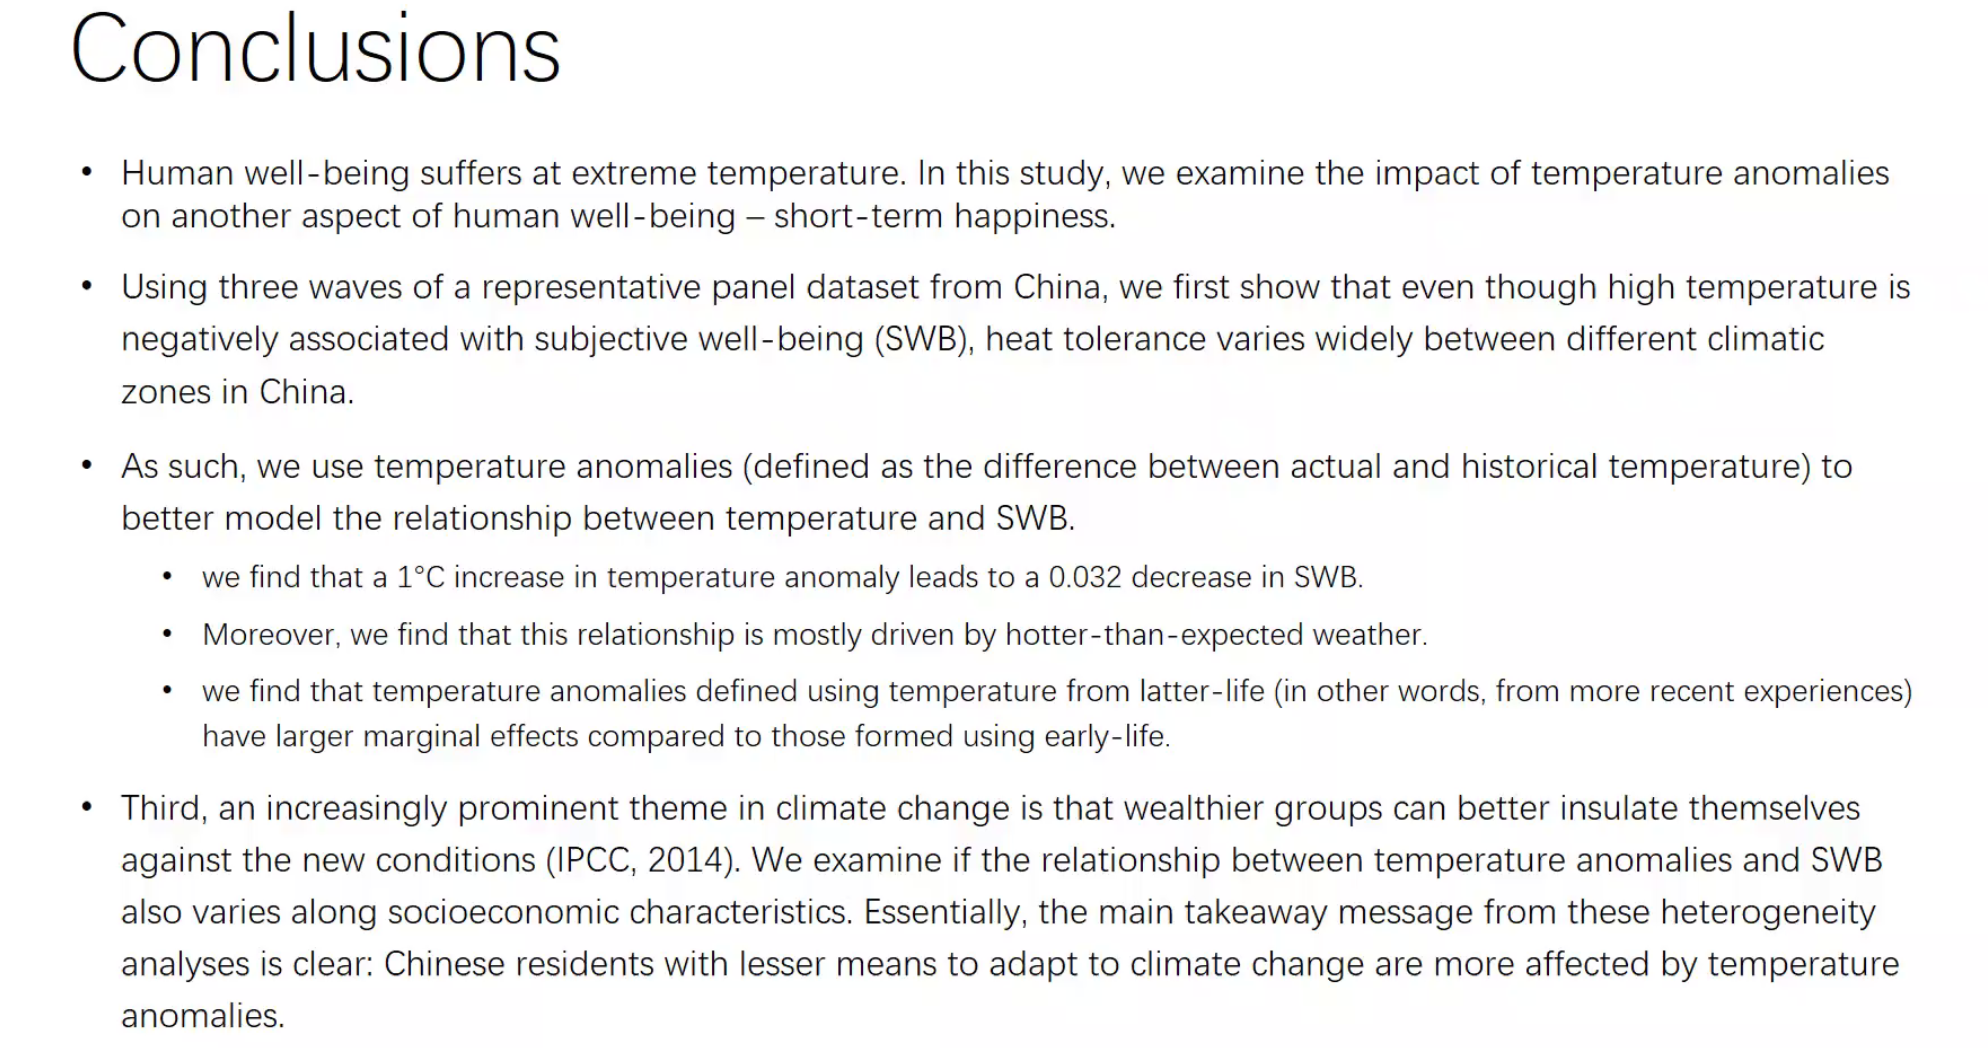 Conclusions
• Human well-being suffers at extreme temperature. In this study, we examine the impact of temperature anomalies
on another aspect of human well-being – short-term happiness.
• Using three waves of a representative panel dataset from China, we first show that even though high temperature is
negatively associated with subjective well-being (SWB), heat tolerance varies widely between different climatic
zones in China.
• As such, we use temperature anomalies (defined as the difference between actual and historical temperature) to
better model the relationship between temperature and SWB.
• we find that a 1°C increase in temperature anomaly leads to a 0.032 decrease in SWB.
• Moreover, we find that this relationship is mostly driven by hotter-than-expected weather.
• we find that temperature anomalies defined using temperature from latter-life (in other words, from more recent experiences)
have larger marginal effects compared to those formed using early-life.
• Third, an increasingly prominent theme in climate change is that wealthier groups can better insulate themselves
against the new conditions (IPCC, 2014). We examine if the relationship between temperature anomalies and SWB
also varies along socioeconomic characteristics. Essentially, the main takeaway message from these heterogeneity
analyses is clear: Chinese residents with lesser means to adapt to climate change are more affected by temperature
anomalies.